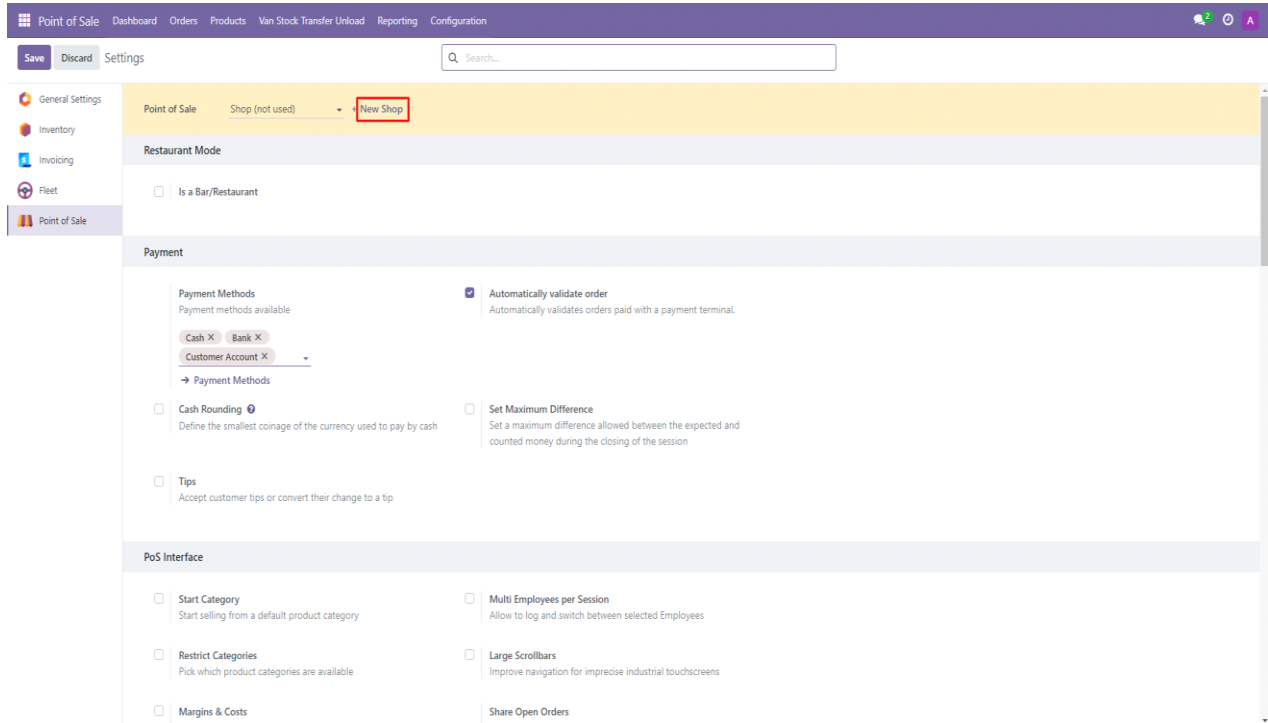 Point of Sale Dashboard Orders Products Van Stock Transfer Unload Reporting Configuration 2 A
Save Discard Settings Search...
General Settings
Inventory
Invoicing
Fleet
Point of Sale
Point of Sale Shop (not used) + New Shop
Restaurant Mode
Is a Bar/Restaurant
Payment
Payment Methods
Payment methods available
Cash X Bank X
Customer Account X
→ Payment Methods
Automatically validate order
Automatically validates orders paid with a payment terminal.
Cash Rounding ?
Define the smallest coinage of the currency used to pay by cash
Set Maximum Difference
Set a maximum difference allowed between the expected and
counted money during the closing of the session
Tips
Accept customer tips or convert their change to a tip
PoS Interface
Start Category
Start selling from a default product category
Multi Employees per Session
Allow to log and switch between selected Employees
Restrict Categories
Pick which product categories are available
Large Scrollbars
Improve navigation for imprecise industrial touchscreens
Margins & Costs
Share Open Orders